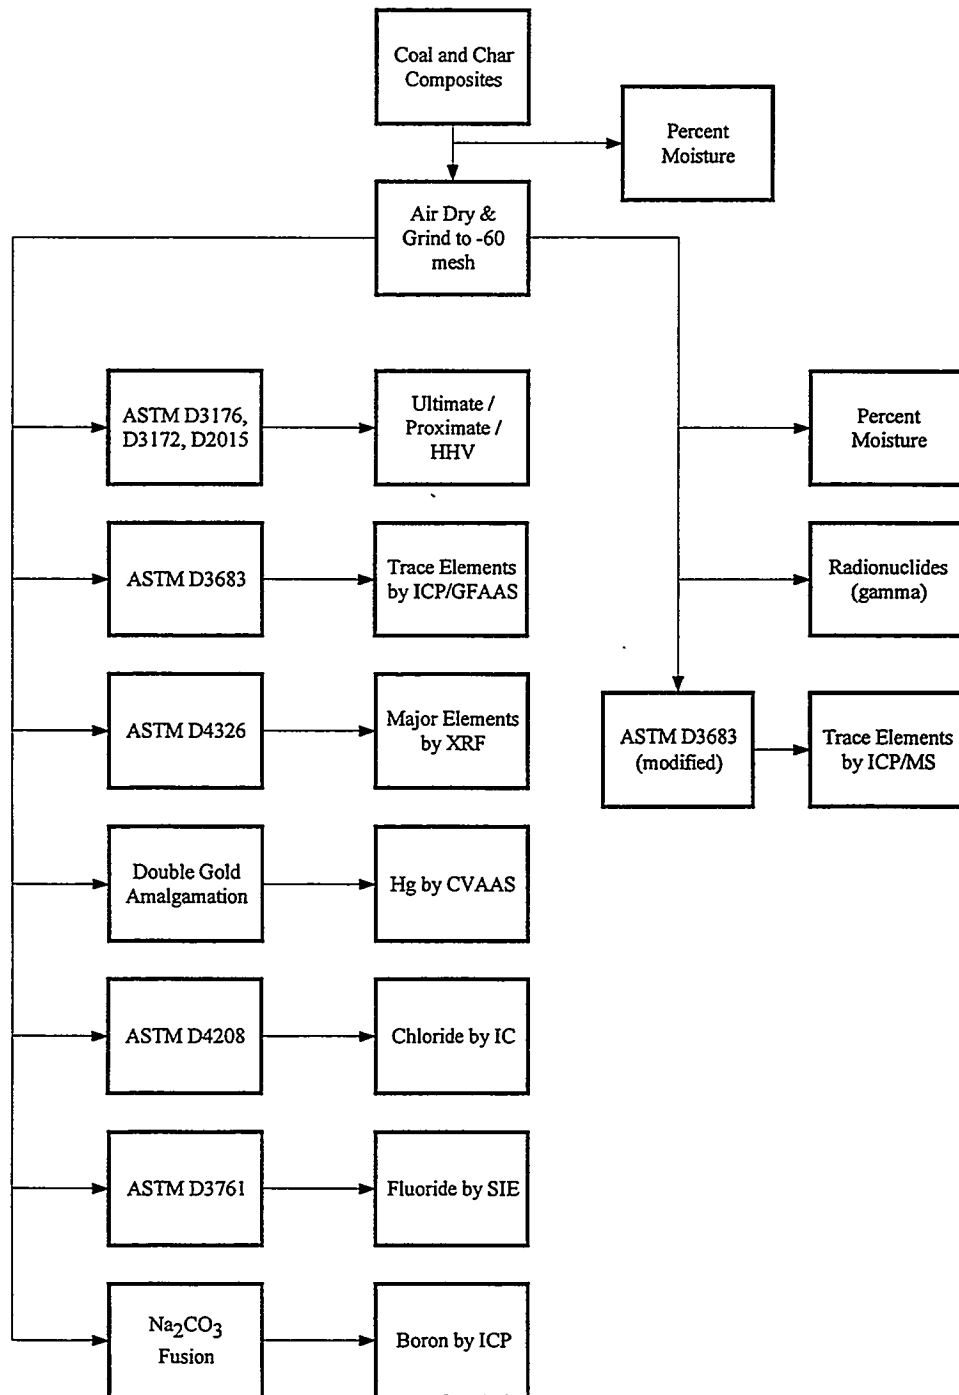 Coal and Char
Composites
Percent
Moisture
Air Dry &
Grind to -60
mesh
ASTM D3176,
D3172, D2015
Ultimate /
Proximate /
HHV
Percent
Moisture
ASTM D3683
Trace Elements
by ICP/GFAAS
Radionuclides
(gamma)
ASTM D4326
Major Elements
by XRF
ASTM D3683
(modified)
Trace Elements
by ICP/MS
Double Gold
Amalgamation
Hg by CVAAS
ASTM D4208
Chloride by IC
ASTM D3761
Fluoride by SIE
Na2CO3
Fusion
Boron by ICP